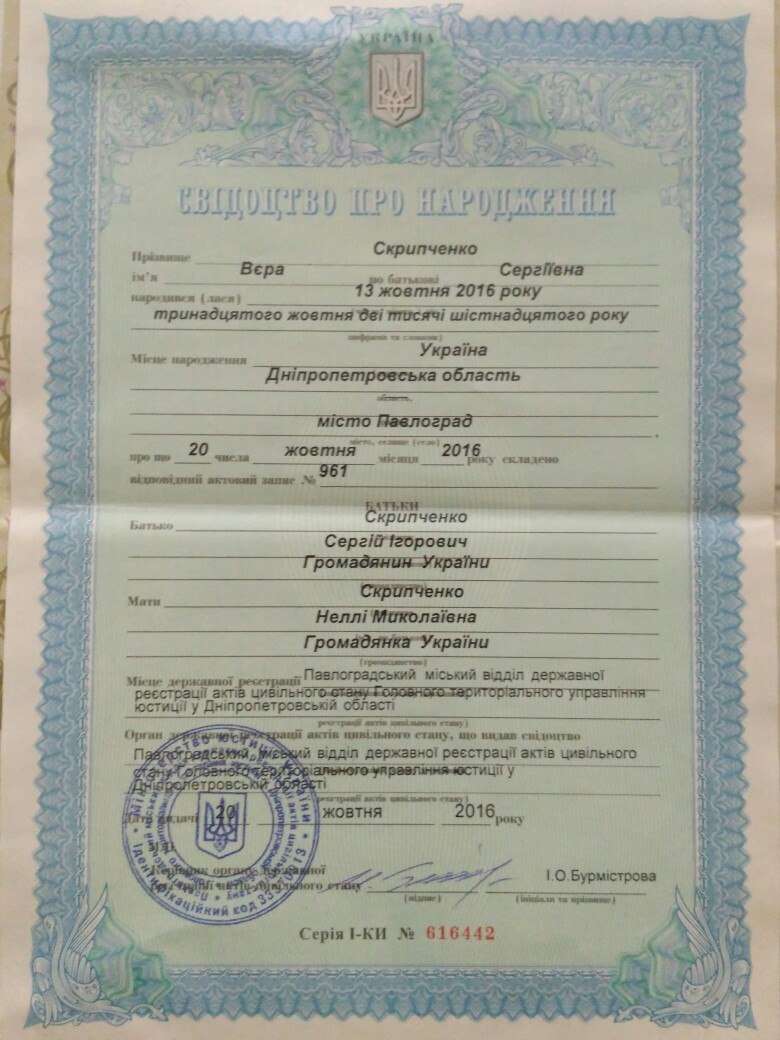 УКРАЇНА
СВІДОЦТВО ПРО НАРОДЖЕННЯ
Прізвище Скрипченко
ім'я Вєра по батькові Сергіївна
народився (лася) 13 жовтня 2016 року
тринадцятого жовтня дві тисячі шістнадцятого року
цифрами та словами)
Місце народження Україна
Дніпропетровська область
область,
місто Павлоград
місто, селище (село)
про що 20 числа жовтня місяця 2016 року складено
відповідний актовий запис № 961
БАТЬКИ
Батько Скрипченко
Сергій Ігорович
Громадянин України
Мати Скрипченко
Неллі Миколаївна
Громадянка України
(громадянство)
Місце державної реєстрації Павлоградський міський відділ державної
реєстрації актів цивільного стану Головного територіального управління
юстиції у Дніпропетровській області
реєстрації актів цивільного стану)
Орган державної реєстрації актів цивільного стану, що видав свідоцтво
Павлоградський міський відділ державної реєстрації актів цивільного
стану Головного територіального управління юстиції у
Дніпропетровській області
реєстрації актів цивільного стану)
Дата видачі 20 жовтня 2016 року
М.П.
Керівник органу державної
реєстрації актів цивільного стану І.О.Бурмістрова
(підпис) (ініціали та прізвище)
Серія І-КИ № 616442
МІНІСТЕРСТВО ЮСТИЦІЇ УКРАЇНИ
Ідентифікаційний код